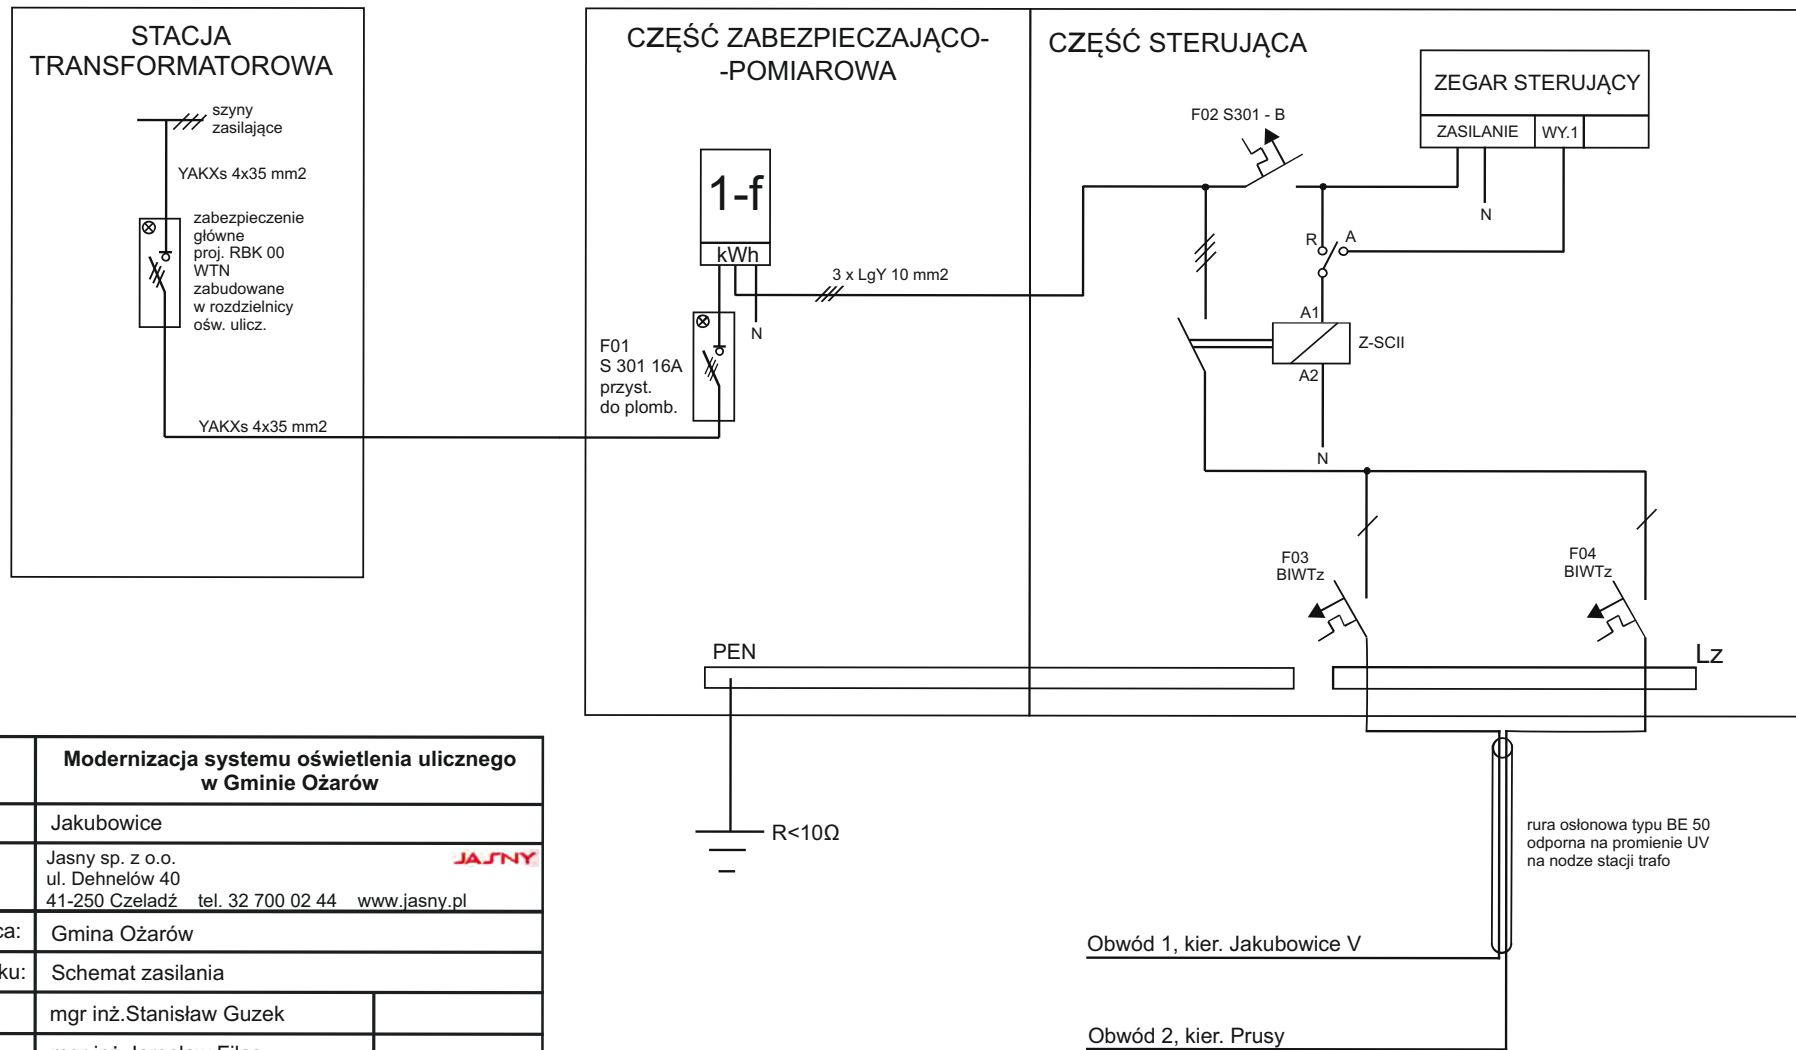 STACJA
TRANSFORMATOROWA
szyny
zasilające
YAKXs 4x35 mm2
zabezpieczenie
główne
proj. RBK 00
WTN
zabudowane
w rozdzielnicy
ośw. ulicz.
YAKXs 4x35 mm2
CZĘŚĆ ZABEZPIECZAJĄCO-
-POMIAROWA
1-f
kWh
N
3 x LgY 10 mm2
F01
S 301 16A
przyst.
do plomb.
CZĘŚĆ STERUJĄCA
F02 S301 - B
ZEGAR STERUJĄCY
ZASILANIE WY.1
N
R A
A1
Z-SCII
A2
N
F03
BIWTz
F04
BIWTz
PEN
Lz
R<10Ω
rura osłonowa typu BE 50
odporna na promienie UV
na nodze stacji trafo
Obwód 1, kier. Jakubowice V
Obwód 2, kier. Prusy
Modernizacja systemu oświetlenia ulicznego
w Gminie Ożarów
Jakubowice
Jasny sp. z o.o.
JASNY
ul. Dehnelów 40
41-250 Czeladź tel. 32 700 02 44 www.jasny.pl
Gmina Ożarów
Schemat zasilania
mgr inż.Stanisław Guzek